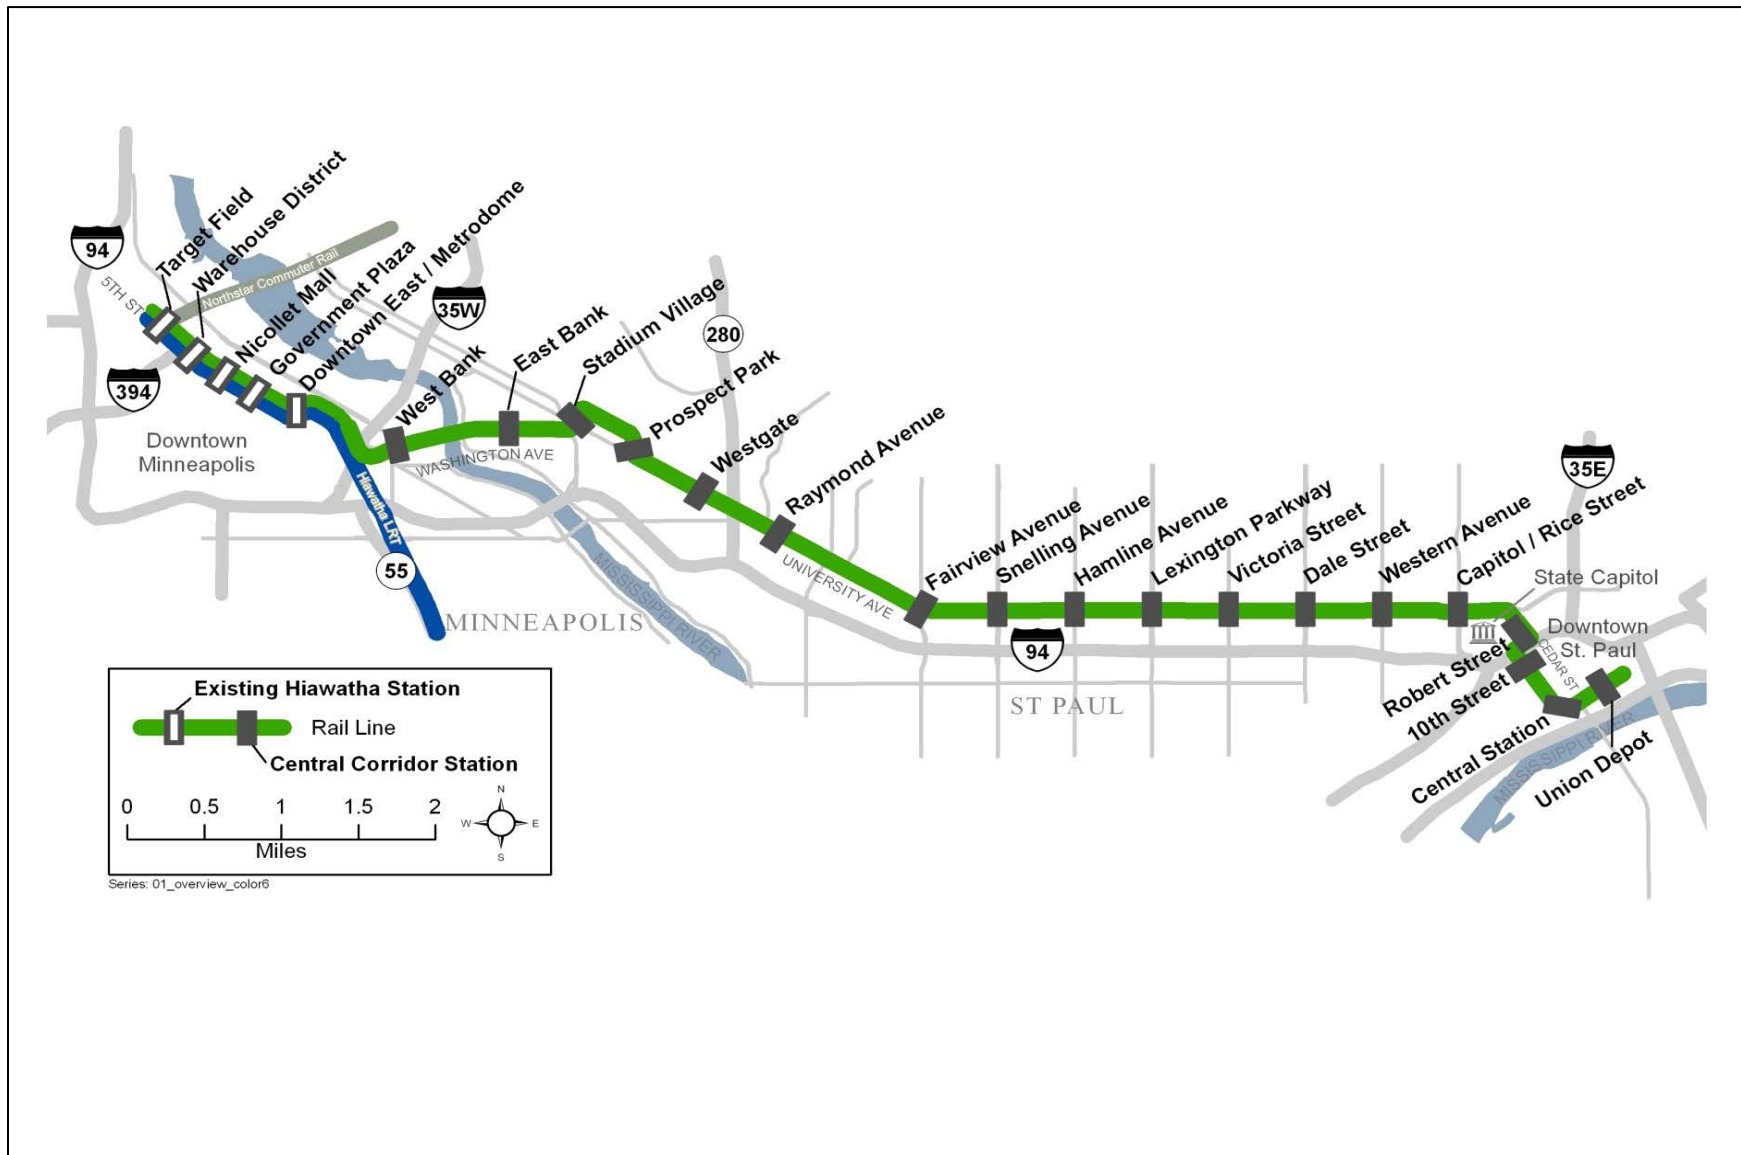 94
5TH ST
Target Field
Warehouse District
Northstar Commuter Rail
Nicollet Mall
Government Plaza
Downtown East / Metrodome
394
35W
Downtown
Minneapolis
West Bank
WASHINGTON AVE
East Bank
Stadium Village
280
Prospect Park
Westgate
Raymond Avenue
UNIVERSITY AVE
Hiawatha LRT
55
MINNEAPOLIS
MISSISSIPPI RIVER
Fairview Avenue
Snelling Avenue
Hamline Avenue
Lexington Parkway
Victoria Street
Dale Street
Western Avenue
Capitol / Rice Street
35E
State Capitol
Downtown
St. Paul
94
ST PAUL
CEDAR ST
Robert Street
10th Street
Central Station
Union Depot
MISSISSIPPI RIVER
Existing Hiawatha Station
Rail Line
Central Corridor Station
0 0.5 1 1.5 2
Miles
N
W E
S
Series: 01_overview_color6